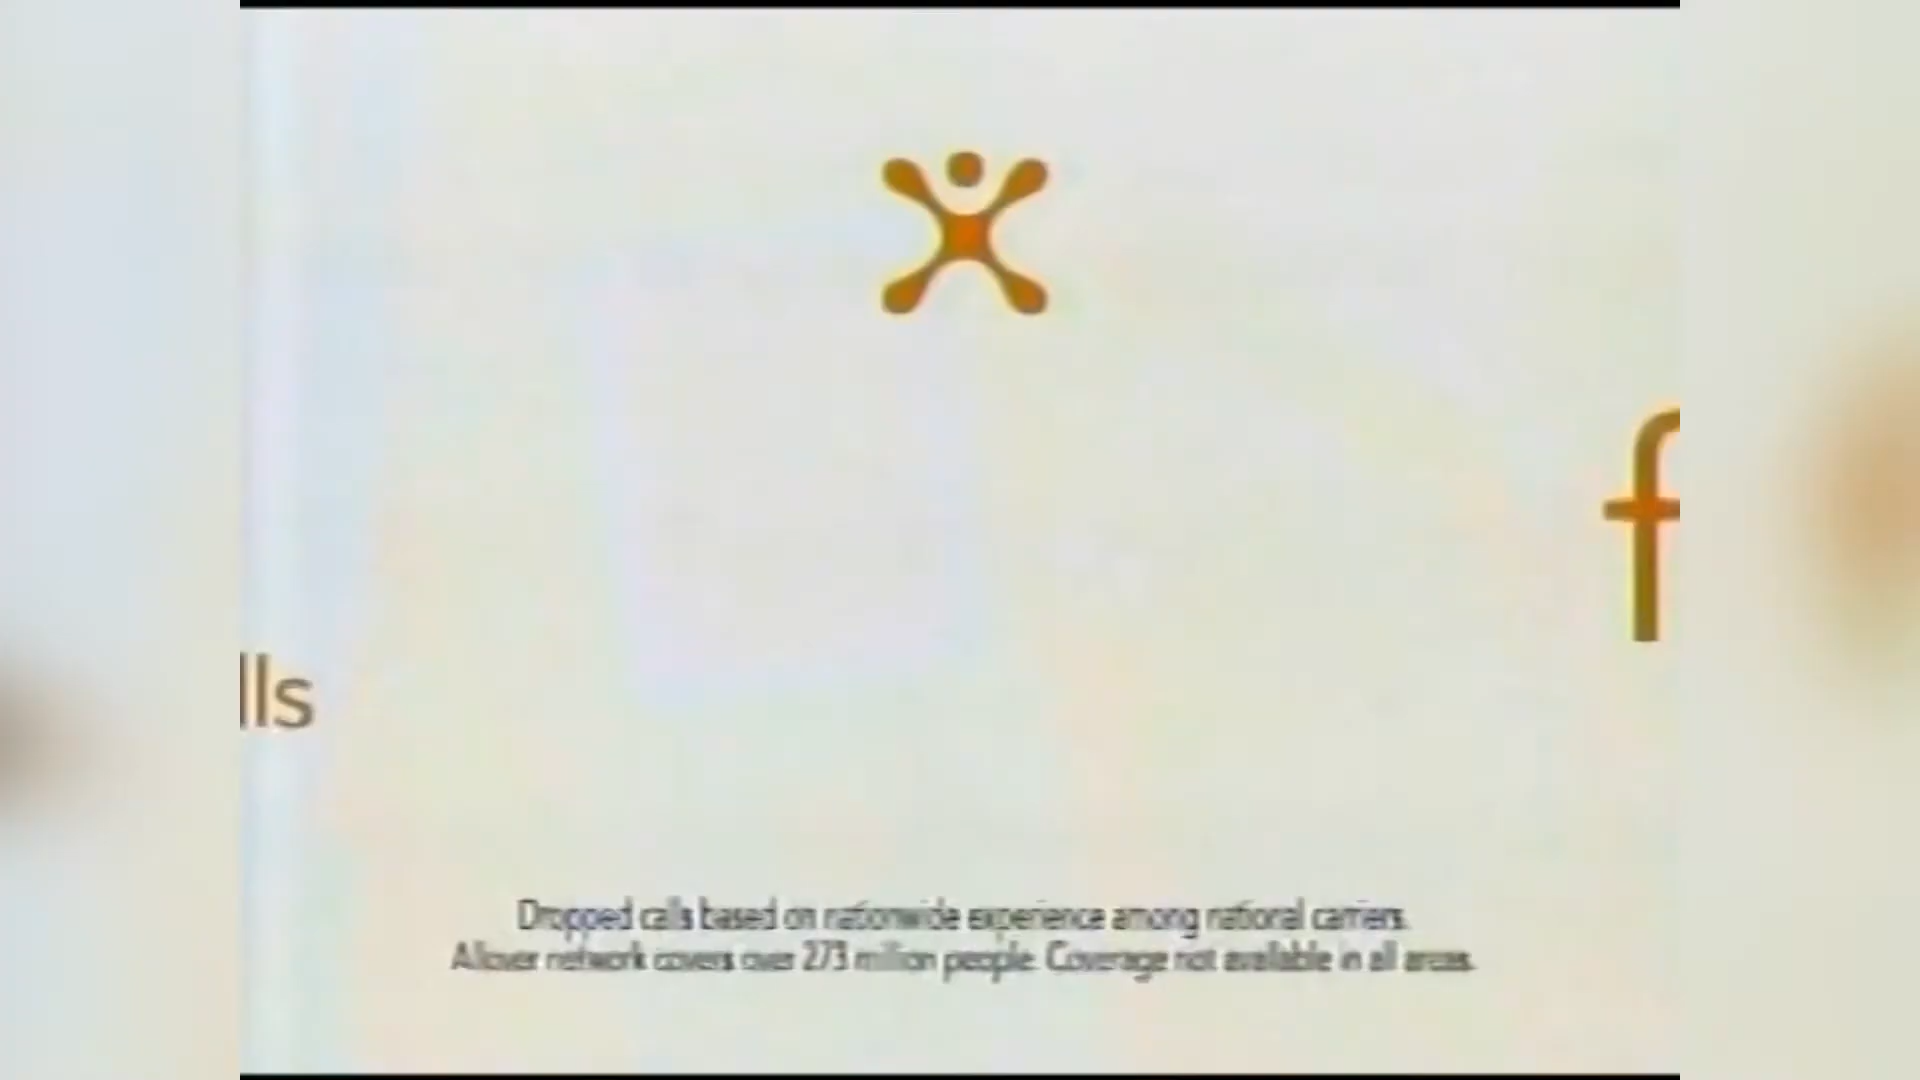 f
lls
Dropped calls based on nationwide experience among national carriers.
Allover network covers over 273 million people. Coverage not available in all areas.